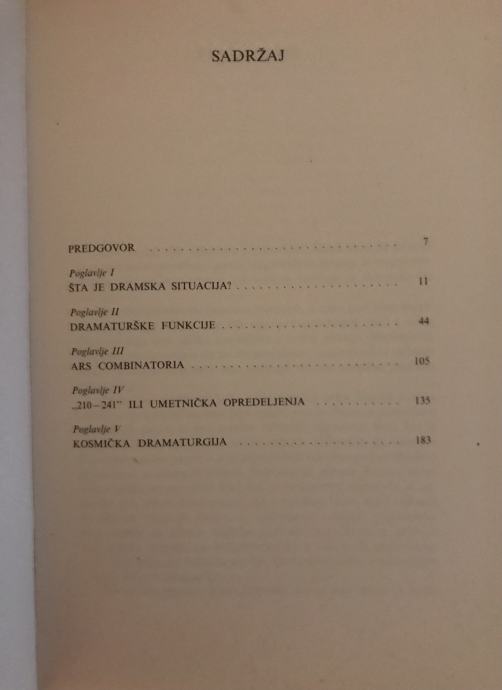 SADRŽAJ
PREDGOVOR . . . . . . . . . . . . . . . . . . . . . . . . . . . . . . . . 7
Poglavlje I
ŠTA JE DRAMSKA SITUACIJA? . . . . . . . . . . . . . . . . . . . . . 11
Poglavlje II
DRAMATURŠKE FUNKCIJE . . . . . . . . . . . . . . . . . . . . . . . 44
Poglavlje III
ARS COMBINATORIA . . . . . . . . . . . . . . . . . . . . . . . . . . . 105
Poglavlje IV
„210–241” ILI UMETNIČKA OPREDELJENJA . . . . . . . . . . . 135
Poglavlje V
KOSMIČKA DRAMATURGIJA . . . . . . . . . . . . . . . . . . . . . 183